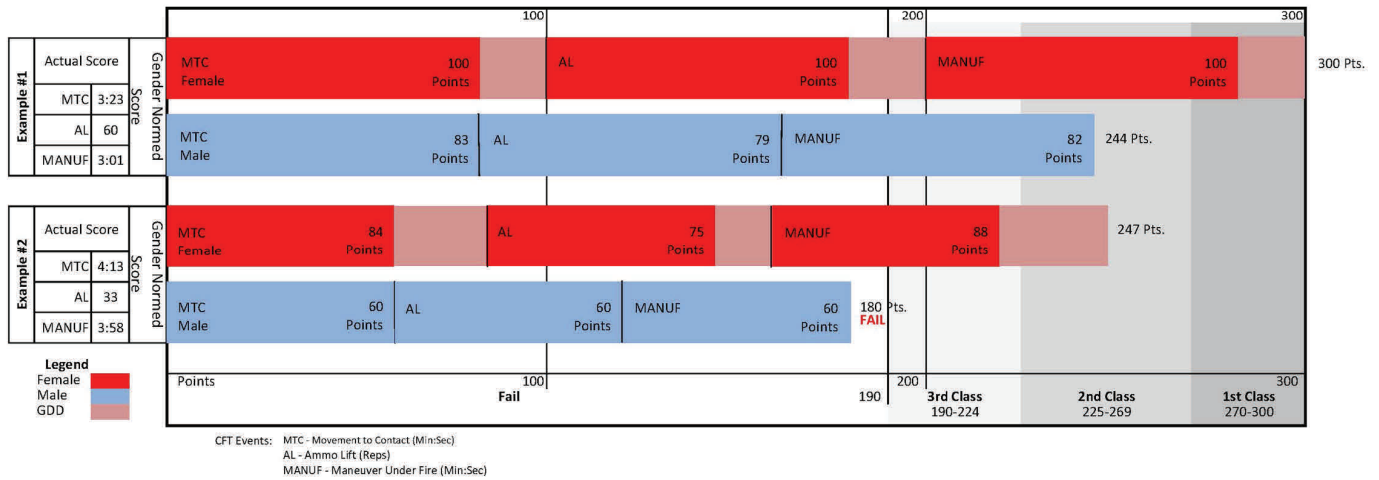 100 200 300
Example #1
Actual Score
MTC 3:23
AL 60
MANUF 3:01
Gender Normed
Score
MTC 100 AL 100 MANUF 100
Female Points Points Points
300 Pts.
MTC 83 AL 79 MANUF 82
Male Points Points Points
244 Pts.
Example #2
Actual Score
MTC 4:13
AL 33
MANUF 3:58
Gender Normed
Score
MTC 84 AL 75 MANUF 88
Female Points Points Points
247 Pts.
MTC 60 AL 60 MANUF 60
Male Points Points Points
180 Pts.
FAIL
Legend
Female
Male
GDD
Points 100 200 300
Fail 190 3rd Class 2nd Class 1st Class
190-224 225-269 270-300
CFT Events: MTC - Movement to Contact (Min:Sec)
AL - Ammo Lift (Reps)
MANUF - Maneuver Under Fire (Min:Sec)